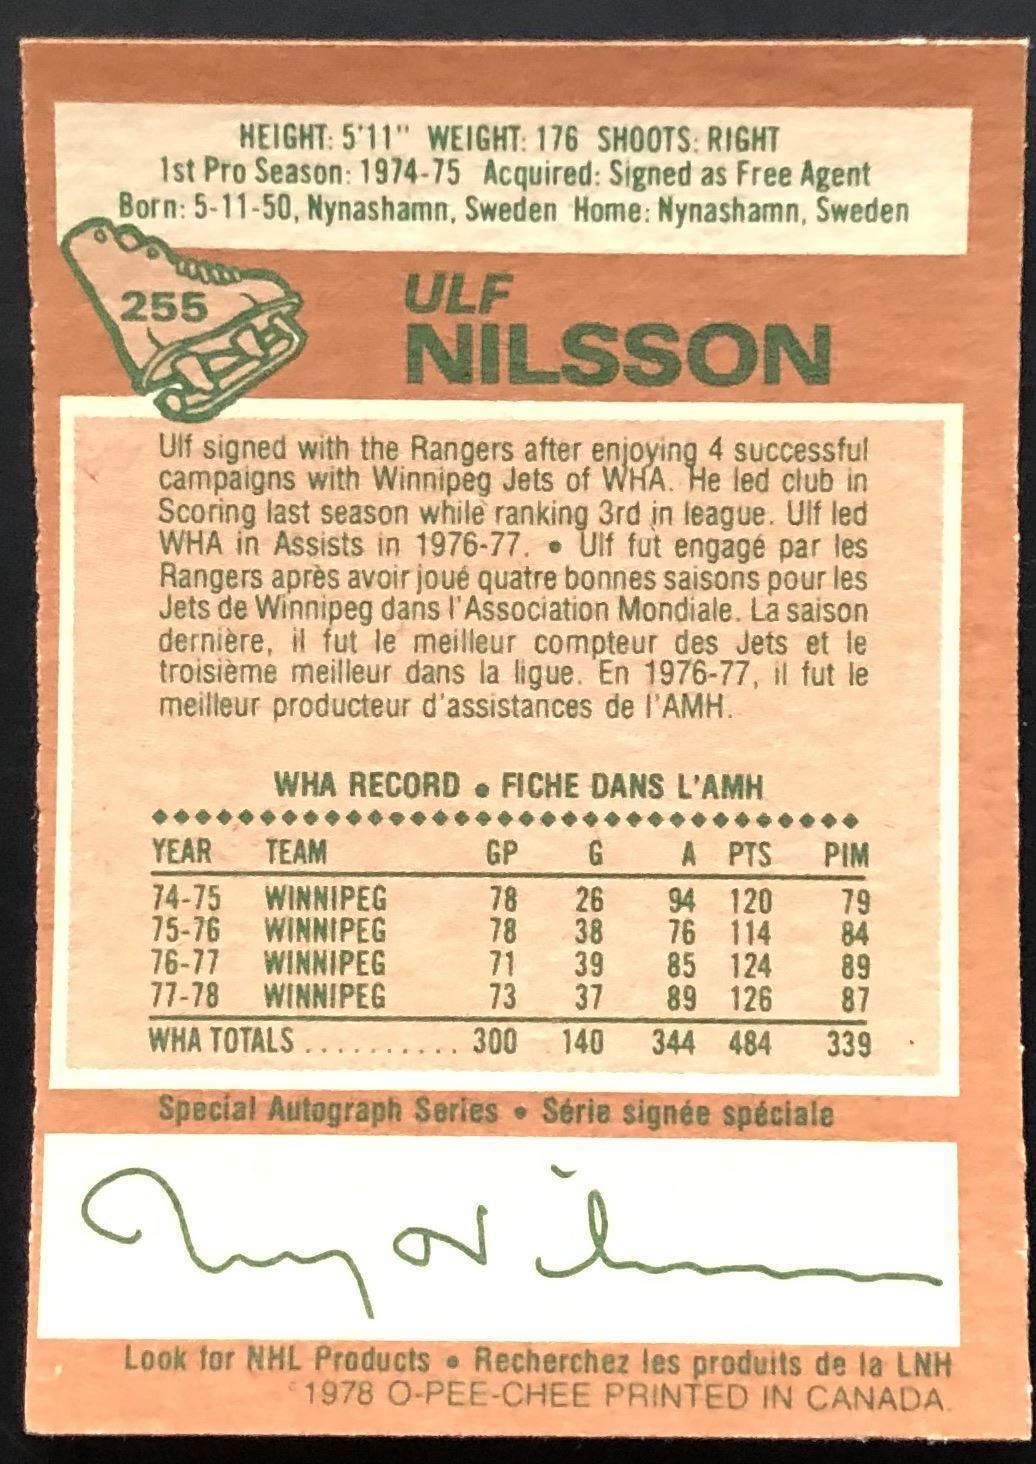 HEIGHT: 5'11" WEIGHT: 176 SHOOTS: RIGHT
1st Pro Season: 1974-75 Acquired: Signed as Free Agent
Born: 5-11-50, Nynashamn, Sweden Home: Nynashamn, Sweden
255
ULF
NILSSON
Ulf signed with the Rangers after enjoying 4 successful
campaigns with Winnipeg Jets of WHA. He led club in
Scoring last season while ranking 3rd in league. Ulf led
WHA in Assists in 1976-77. • Ulf fut engagé par les
Rangers après avoir joué quatre bonnes saisons pour les
Jets de Winnipeg dans l'Association Mondiale. La saison
dernière, il fut le meilleur compteur des Jets et le
troisième meilleur dans la ligue. En 1976-77, il fut le
meilleur producteur d'assistances de l'AMH.
WHA RECORD • FICHE DANS L'AMH
YEAR TEAM GP G A PTS PIM
74-75 WINNIPEG 78 26 94 120 79
75-76 WINNIPEG 78 38 76 114 84
76-77 WINNIPEG 71 39 85 124 89
77-78 WINNIPEG 73 37 89 126 87
WHA TOTALS .......... 300 140 344 484 339
Special Autograph Series • Série signée spéciale
Look for NHL Products • Recherchez les produits de la LNH
©1978 O-PEE-CHEE PRINTED IN CANADA.